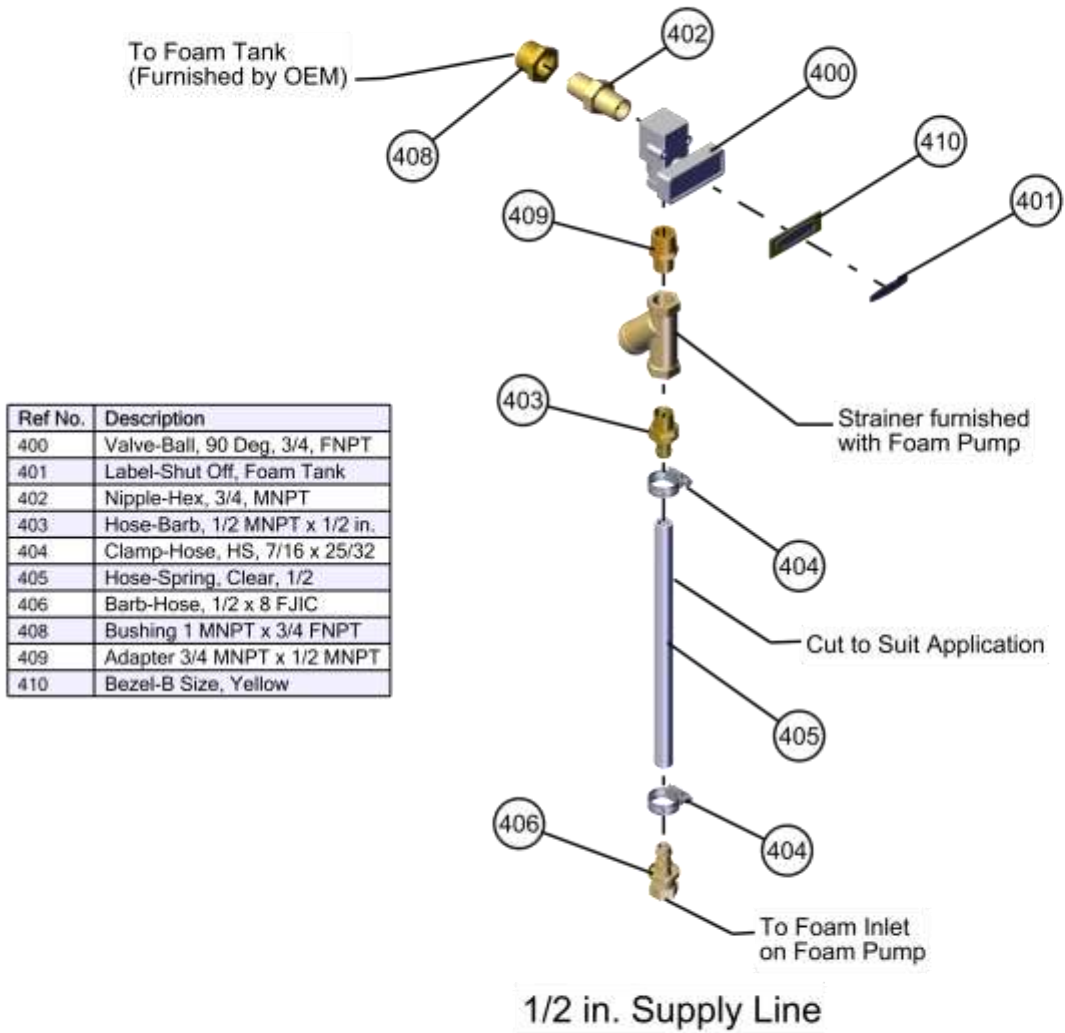 To Foam Tank
(Furnished by OEM)
402
400
408
410
401
409
403
Strainer furnished
with Foam Pump
Ref No. Description
400 Valve-Ball, 90 Deg, 3/4, FNPT
401 Label-Shut Off, Foam Tank
402 Nipple-Hex, 3/4, MNPT
403 Hose-Barb, 1/2 MNPT x 1/2 in.
404 Clamp-Hose, HS, 7/16 x 25/32
405 Hose-Spring, Clear, 1/2
406 Barb-Hose, 1/2 x 8 FJIC
408 Bushing 1 MNPT x 3/4 FNPT
409 Adapter 3/4 MNPT x 1/2 MNPT
410 Bezel-B Size, Yellow
404
Cut to Suit Application
405
406
404
To Foam Inlet
on Foam Pump
1/2 in. Supply Line